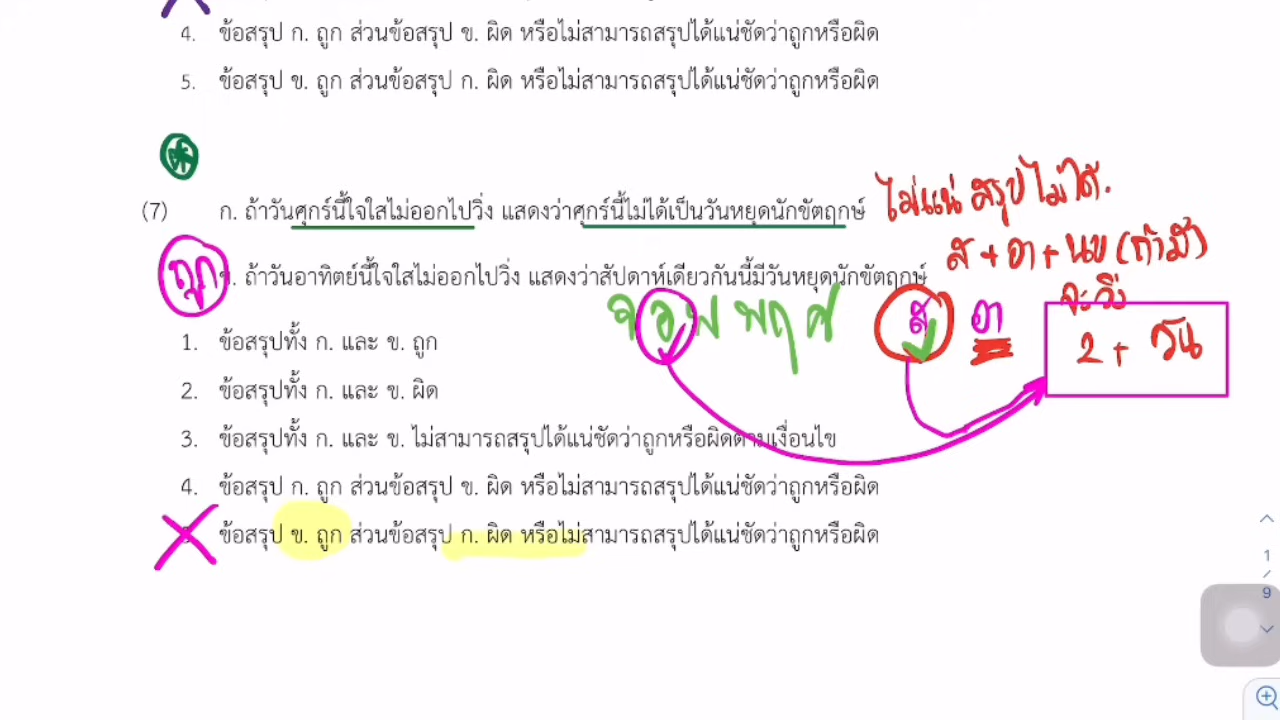 4. ข้อสรุป ก. ถูก ส่วนข้อสรุป ข. ผิด หรือไม่สามารถสรุปได้แน่ชัดว่าถูกหรือผิด
5. ข้อสรุป ข. ถูก ส่วนข้อสรุป ก. ผิด หรือไม่สามารถสรุปได้แน่ชัดว่าถูกหรือผิด
(7) ก. ถ้าวันศุกร์นี้ใจใสไม่ออกไปวิ่ง แสดงว่าศุกร์นี้ไม่ได้เป็นวันหยุดนักขัตฤกษ์ ไม่แน่ สรุปไม่ได้.
ส + อา + นข (ถ้ามี)
ถูก ข. ถ้าวันอาทิตย์นี้ใจใสไม่ออกไปวิ่ง แสดงว่าสัปดาห์เดียวกันนี้มีวันหยุดนักขัตฤกษ์
จะวิ่ง
จ อ พ พฤ ศ ส อา
2 + วัน
1. ข้อสรุปทั้ง ก. และ ข. ถูก
2. ข้อสรุปทั้ง ก. และ ข. ผิด
3. ข้อสรุปทั้ง ก. และ ข. ไม่สามารถสรุปได้แน่ชัดว่าถูกหรือผิดตามเงื่อนไข
4. ข้อสรุป ก. ถูก ส่วนข้อสรุป ข. ผิด หรือไม่สามารถสรุปได้แน่ชัดว่าถูกหรือผิด
ข้อสรุป ข. ถูก ส่วนข้อสรุป ก. ผิด หรือไม่สามารถสรุปได้แน่ชัดว่าถูกหรือผิด
1
/
9